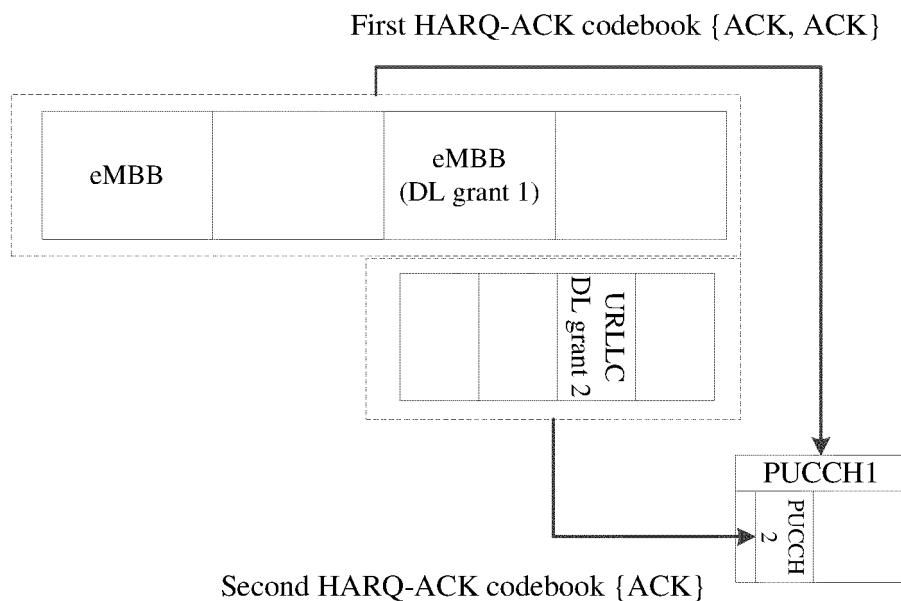 First HARQ-ACK codebook {ACK, ACK}
eMBB
eMBB
(DL grant 1)
URLLC
DL grant 2
PUCCH1
PUCCH
2
Second HARQ-ACK codebook {ACK}